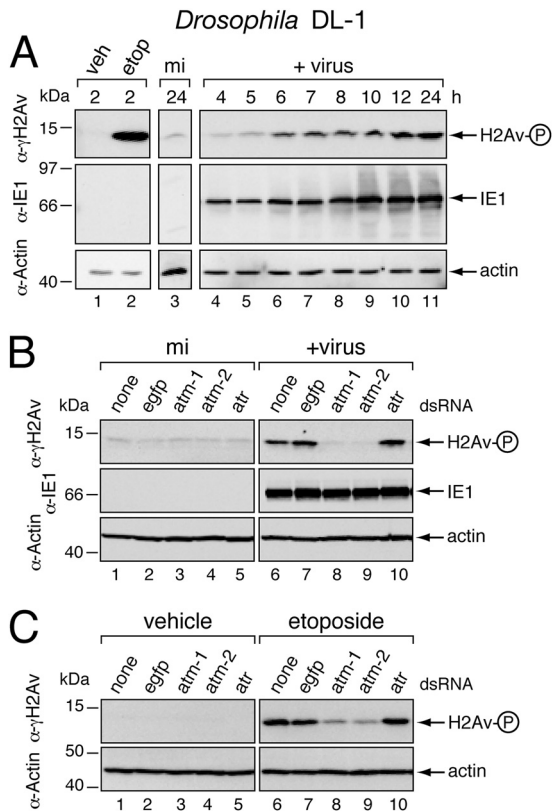 Drosophila DL-1
A
veh etop mi + virus
kDa 2 2 24 4 5 6 7 8 10 12 24 h
α-γH2Av 15 H2Av-P
97
α-IE1 66 IE1
α-Actin 40 actin
1 2 3 4 5 6 7 8 9 10 11
B
mi +virus
kDa none egfp atm-1 atm-2 atr none egfp atm-1 atm-2 atr dsRNA
α-γH2Av 15 H2Av-P
α-IE1 66 IE1
α-Actin 40 actin
1 2 3 4 5 6 7 8 9 10
C
vehicle etoposide
kDa none egfp atm-1 atm-2 atr none egfp atm-1 atm-2 atr dsRNA
α-γH2Av 15 H2Av-P
50
α-Actin 40 actin
1 2 3 4 5 6 7 8 9 10